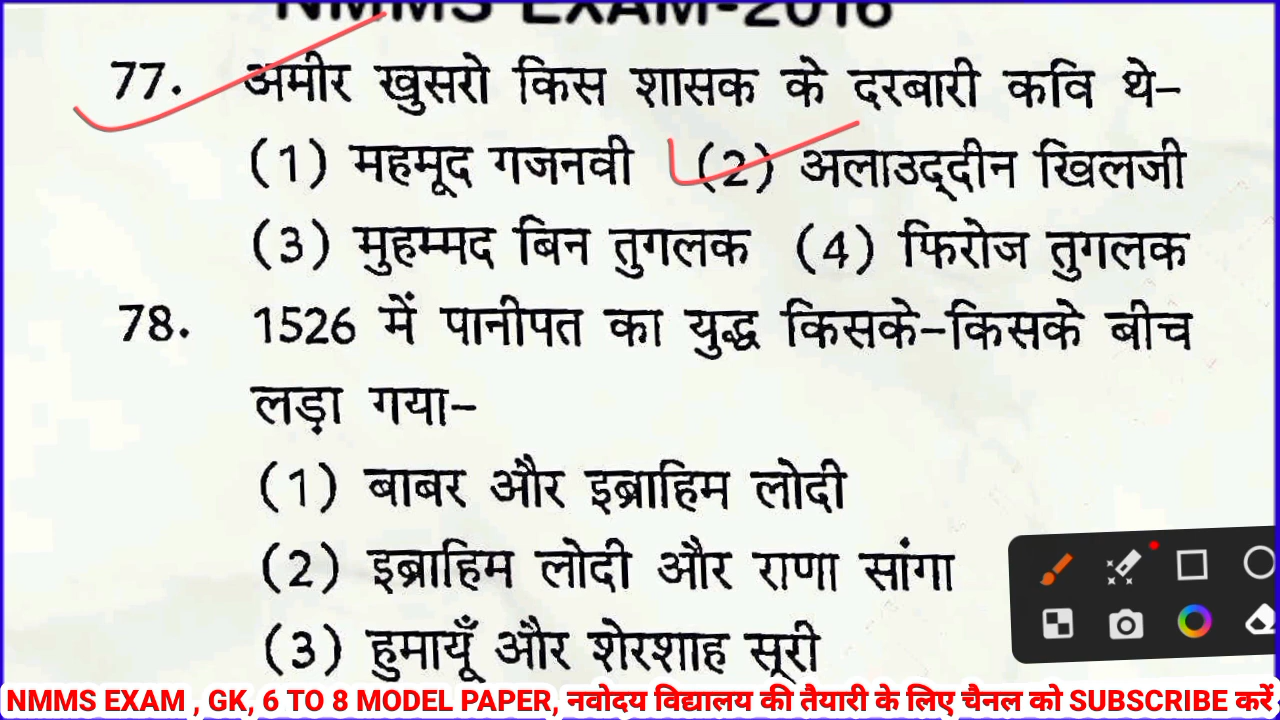 NMMS EXAM-2016
77. अमीर खुसरो किस शासक के दरबारी कवि थे-
(1) महमूद गजनवी (2) अलाउद्दीन खिलजी
(3) मुहम्मद बिन तुगलक (4) फिरोज तुगलक
78. 1526 में पानीपत का युद्ध किसके-किसके बीच
लड़ा गया-
(1) बाबर और इब्राहिम लोदी
(2) इब्राहिम लोदी और राणा सांगा
(3) हुमायूँ और शेरशाह सूरी
NMMS EXAM , GK, 6 TO 8 MODEL PAPER, नवोदय विद्यालय की तैयारी के लिए चैनल को SUBSCRIBE करें